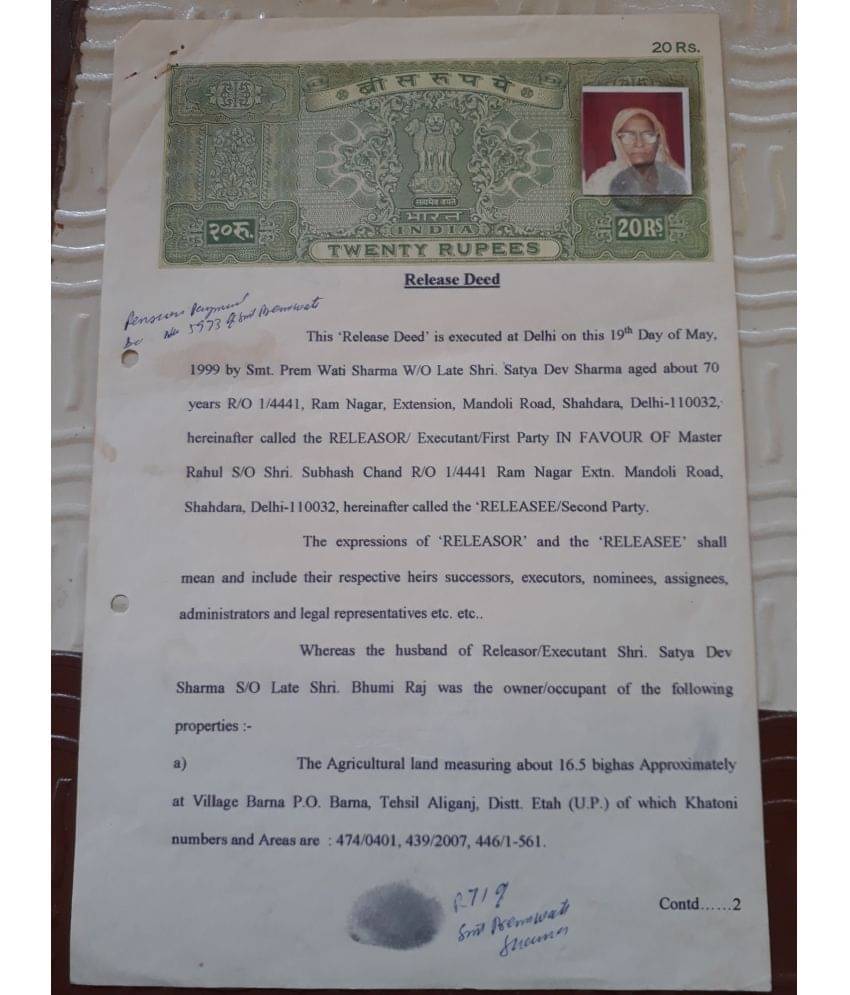 20 Rs.
बीस रुपये
सत्यमेव जयते
२०रु.
भारत
INDIA
20RS
TWENTY RUPEES
Release Deed
Pension Payment
No 5973 of Smt Premwati
This ‘Release Deed’ is executed at Delhi on this 19th Day of May,
1999 by Smt. Prem Wati Sharma W/O Late Shri. Satya Dev Sharma aged about 70
years R/O 1/4441, Ram Nagar, Extension, Mandoli Road, Shahdara, Delhi-110032,
hereinafter called the RELEASOR/ Executant/First Party IN FAVOUR OF Master
Rahul S/O Shri. Subhash Chand R/O 1/4441 Ram Nagar Extn. Mandoli Road,
Shahdara, Delhi-110032, hereinafter called the ‘RELEASEE/Second Party.
The expressions of ‘RELEASOR’ and the ‘RELEASEE’ shall
mean and include their respective heirs successors, executors, nominees, assignees,
administrators and legal representatives etc. etc..
Whereas the husband of Releasor/Executant Shri. Satya Dev
Sharma S/O Late Shri. Bhumi Raj was the owner/occupant of the following
properties :-
a) The Agricultural land measuring about 16.5 bighas Approximately
at Village Barna P.O. Barna, Tehsil Aliganj, Distt. Etah (U.P.) of which Khatoni
numbers and Areas are : 474/0401, 439/2007, 446/1-561.
RTI of
Smt Premwati
Sharma
Contd......2